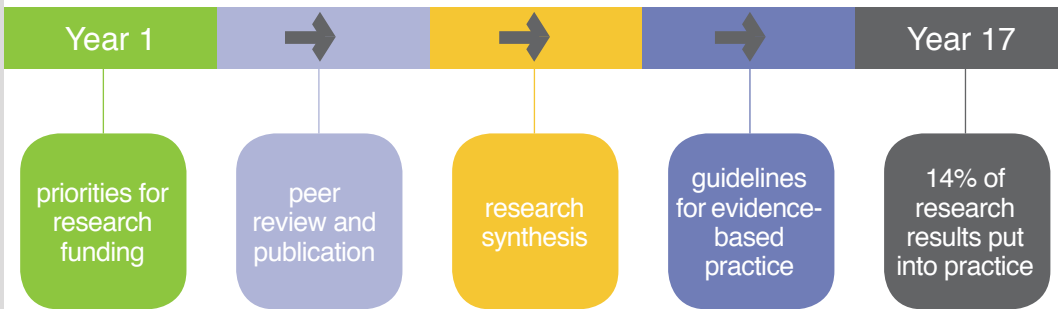 Year 1
Year 17
priorities for
research
funding
peer
review and
publication
research
synthesis
guidelines
for evidence-
based
practice
14% of
research
results put
into practice